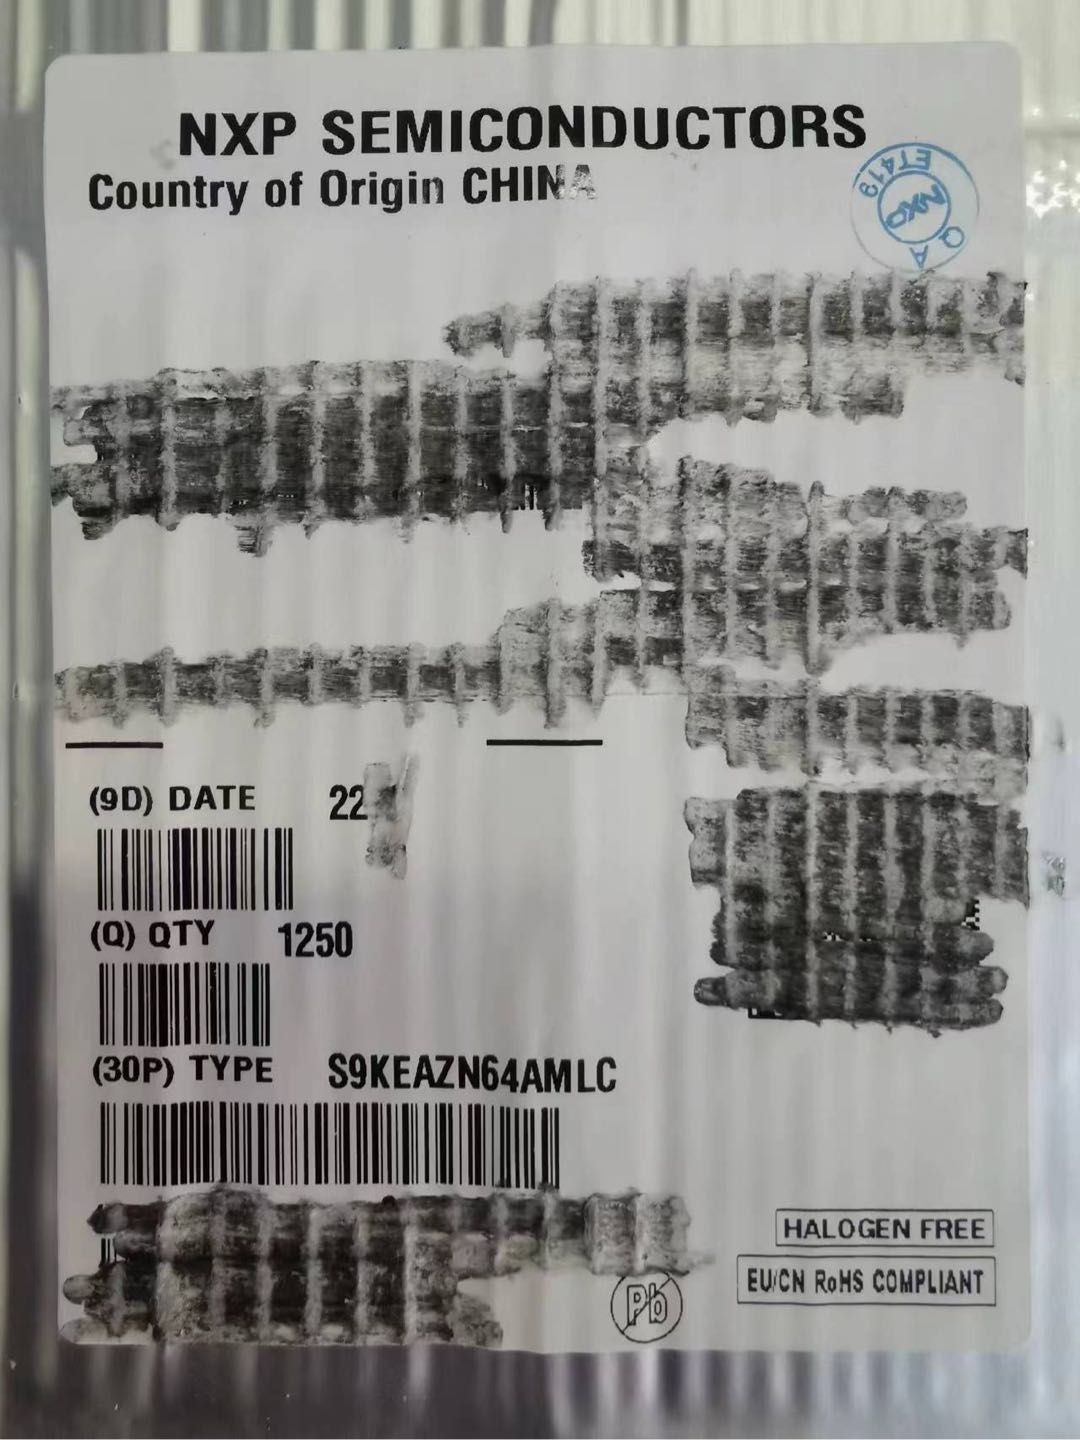 NXP SEMICONDUCTORS
Country of Origin CHINA
ET419
NXP
QA
(9D) DATE 22
(Q) QTY 1250
(30P) TYPE S9KEAZN64AMLC
HALOGEN FREE
Pb
EU/CN RoHS COMPLIANT